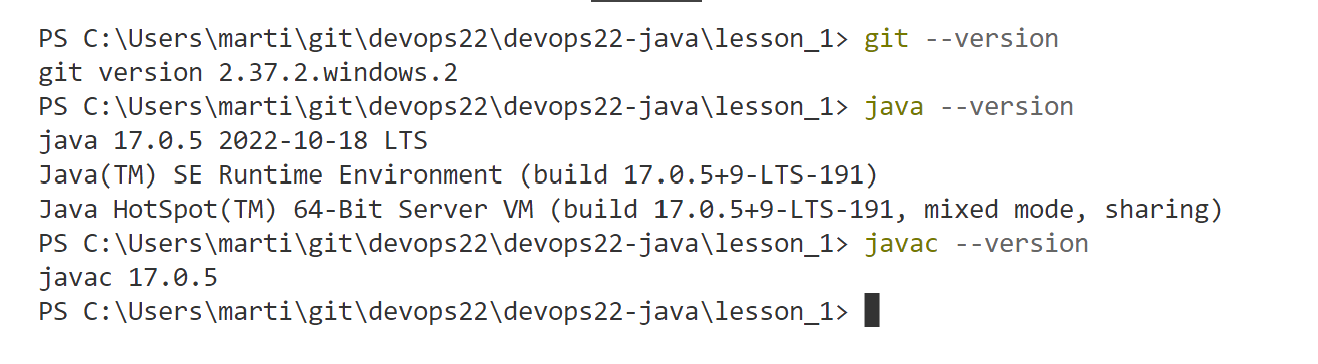 PS C:\Users\marti\git\devops22\devops22-java\lesson_1> git --version
git version 2.37.2.windows.2
PS C:\Users\marti\git\devops22\devops22-java\lesson_1> java --version
java 17.0.5 2022-10-18 LTS
Java(TM) SE Runtime Environment (build 17.0.5+9-LTS-191)
Java HotSpot(TM) 64-Bit Server VM (build 17.0.5+9-LTS-191, mixed mode, sharing)
PS C:\Users\marti\git\devops22\devops22-java\lesson_1> javac --version
javac 17.0.5
PS C:\Users\marti\git\devops22\devops22-java\lesson_1>